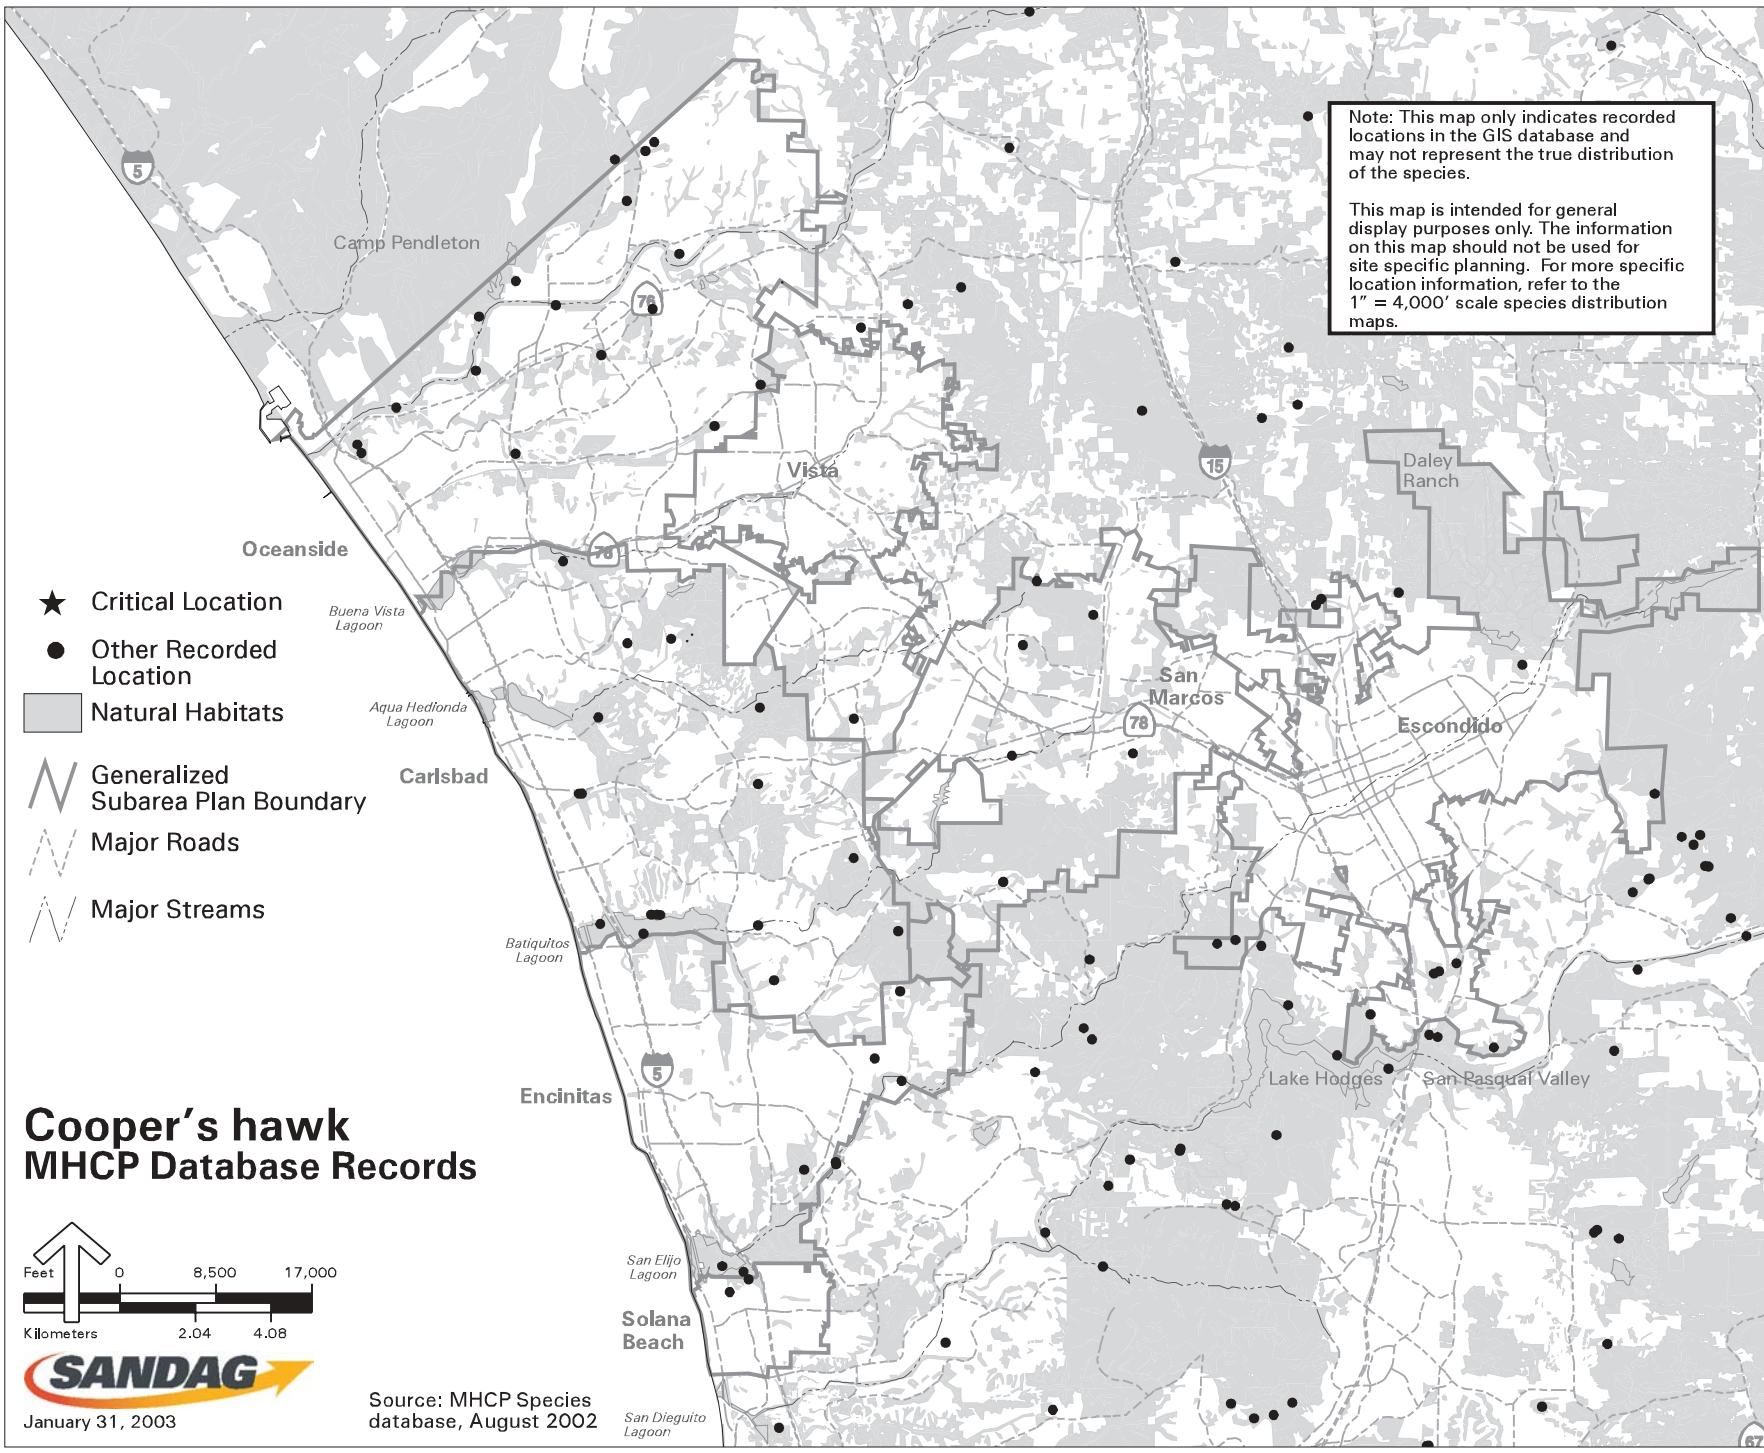 Note: This map only indicates recorded
locations in the GIS database and
may not represent the true distribution
of the species.
This map is intended for general
display purposes only. The information
on this map should not be used for
site specific planning. For more specific
location information, refer to the
1” = 4,000’ scale species distribution
maps.
5
Camp Pendleton
76
Vista
15
Daley
Ranch
Oceanside
78
Critical Location
Buena Vista
Lagoon
Other Recorded
Location
Natural Habitats
Aqua Hedionda
Lagoon
San
Marcos
78
Escondido
Carlsbad
Generalized
Subarea Plan Boundary
Major Roads
Major Streams
Batiquitos
Lagoon
5
Encinitas
Lake Hodges
San Pasqual Valley
Cooper’s hawk
MHCP Database Records
San Elijo
Lagoon
Feet 0 8,500 17,000
Kilometers 2.04 4.08
Solana
Beach
SANDAG
January 31, 2003
Source: MHCP Species
database, August 2002
San Dieguito
Lagoon
67